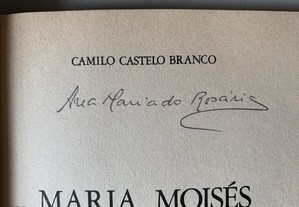 CAMILO CASTELO BRANCO
Ana Maria do Rosário
MARIA MOISÉS